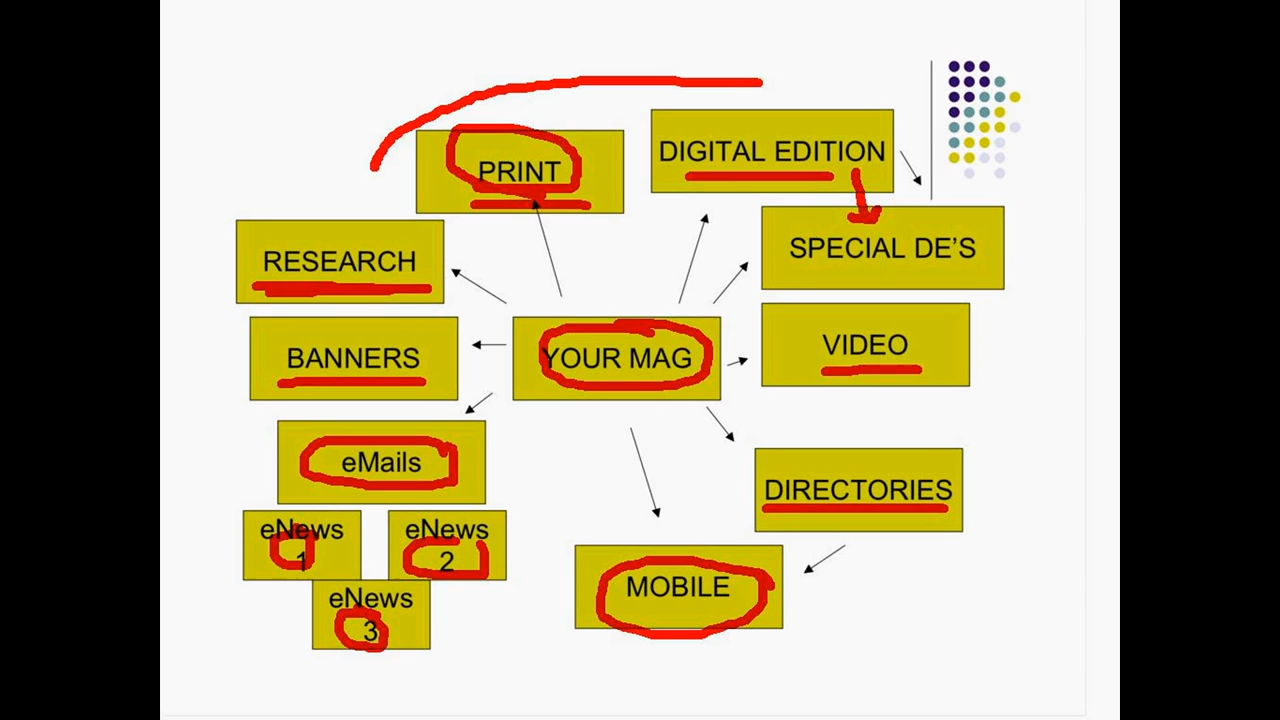 PRINT
DIGITAL EDITION
RESEARCH
SPECIAL DE’S
BANNERS
YOUR MAG
VIDEO
eMails
DIRECTORIES
eNews
1
eNews
2
MOBILE
eNews
3